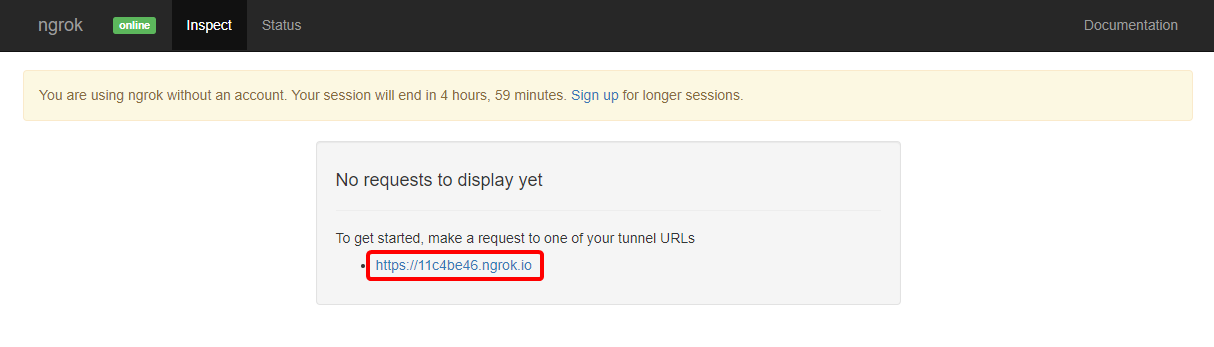 ngrok online Inspect Status Documentation
You are using ngrok without an account. Your session will end in 4 hours, 59 minutes. Sign up for longer sessions.
No requests to display yet
To get started, make a request to one of your tunnel URLs
• https://11c4be46.ngrok.io